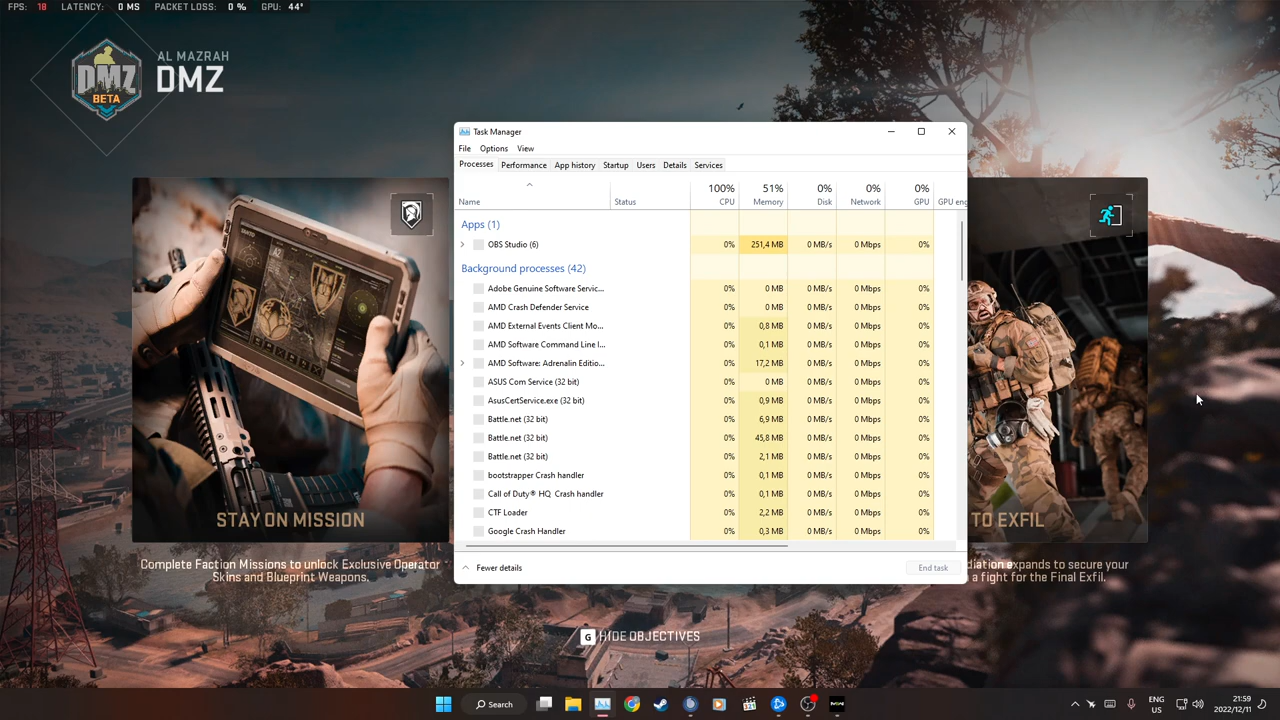 FPS: 18 LATENCY: 0 MS PACKET LOSS: 0 % GPU: 44°
AL MAZRAH
DMZ
DMZ
BETA
Task Manager
File Options View
Processes Performance App history Startup Users Details Services
100% 51% 0% 0% 0%
Name Status CPU Memory Disk Network GPU GPU eng
Apps (1)
OBS Studio (6) 0% 251,4 MB 0 MB/s 0 Mbps 0%
Background processes (42)
Adobe Genuine Software Servic... 0% 0 MB 0 MB/s 0 Mbps 0%
AMD Crash Defender Service 0% 0 MB 0 MB/s 0 Mbps 0%
AMD External Events Client Mo... 0% 0,8 MB 0 MB/s 0 Mbps 0%
AMD Software Command Line I... 0% 0,1 MB 0 MB/s 0 Mbps 0%
AMD Software: Adrenalin Editio... 0% 17,2 MB 0 MB/s 0 Mbps 0%
ASUS Com Service (32 bit) 0% 0 MB 0 MB/s 0 Mbps 0%
AsusCertService.exe (32 bit) 0% 0,9 MB 0 MB/s 0 Mbps 0%
Battle.net (32 bit) 0% 6,9 MB 0 MB/s 0 Mbps 0%
Battle.net (32 bit) 0% 45,8 MB 0 MB/s 0 Mbps 0%
Battle.net (32 bit) 0% 2,1 MB 0 MB/s 0 Mbps 0%
bootstrapper Crash handler 0% 0,1 MB 0 MB/s 0 Mbps 0%
Call of Duty® HQ Crash handler 0% 0,1 MB 0 MB/s 0 Mbps 0%
CTF Loader 0% 2,2 MB 0 MB/s 0 Mbps 0%
Google Crash Handler 0% 0,3 MB 0 MB/s 0 Mbps 0%
Fewer details End task
STAY ON MISSION
Complete Faction Missions to unlock Exclusive Operator
Skins and Blueprint Weapons.
TO EXFIL
diation expands to secure your
a fight for the Final Exfil.
G HIDE OBJECTIVES
Search
ENG
US
21:59
2022/12/11